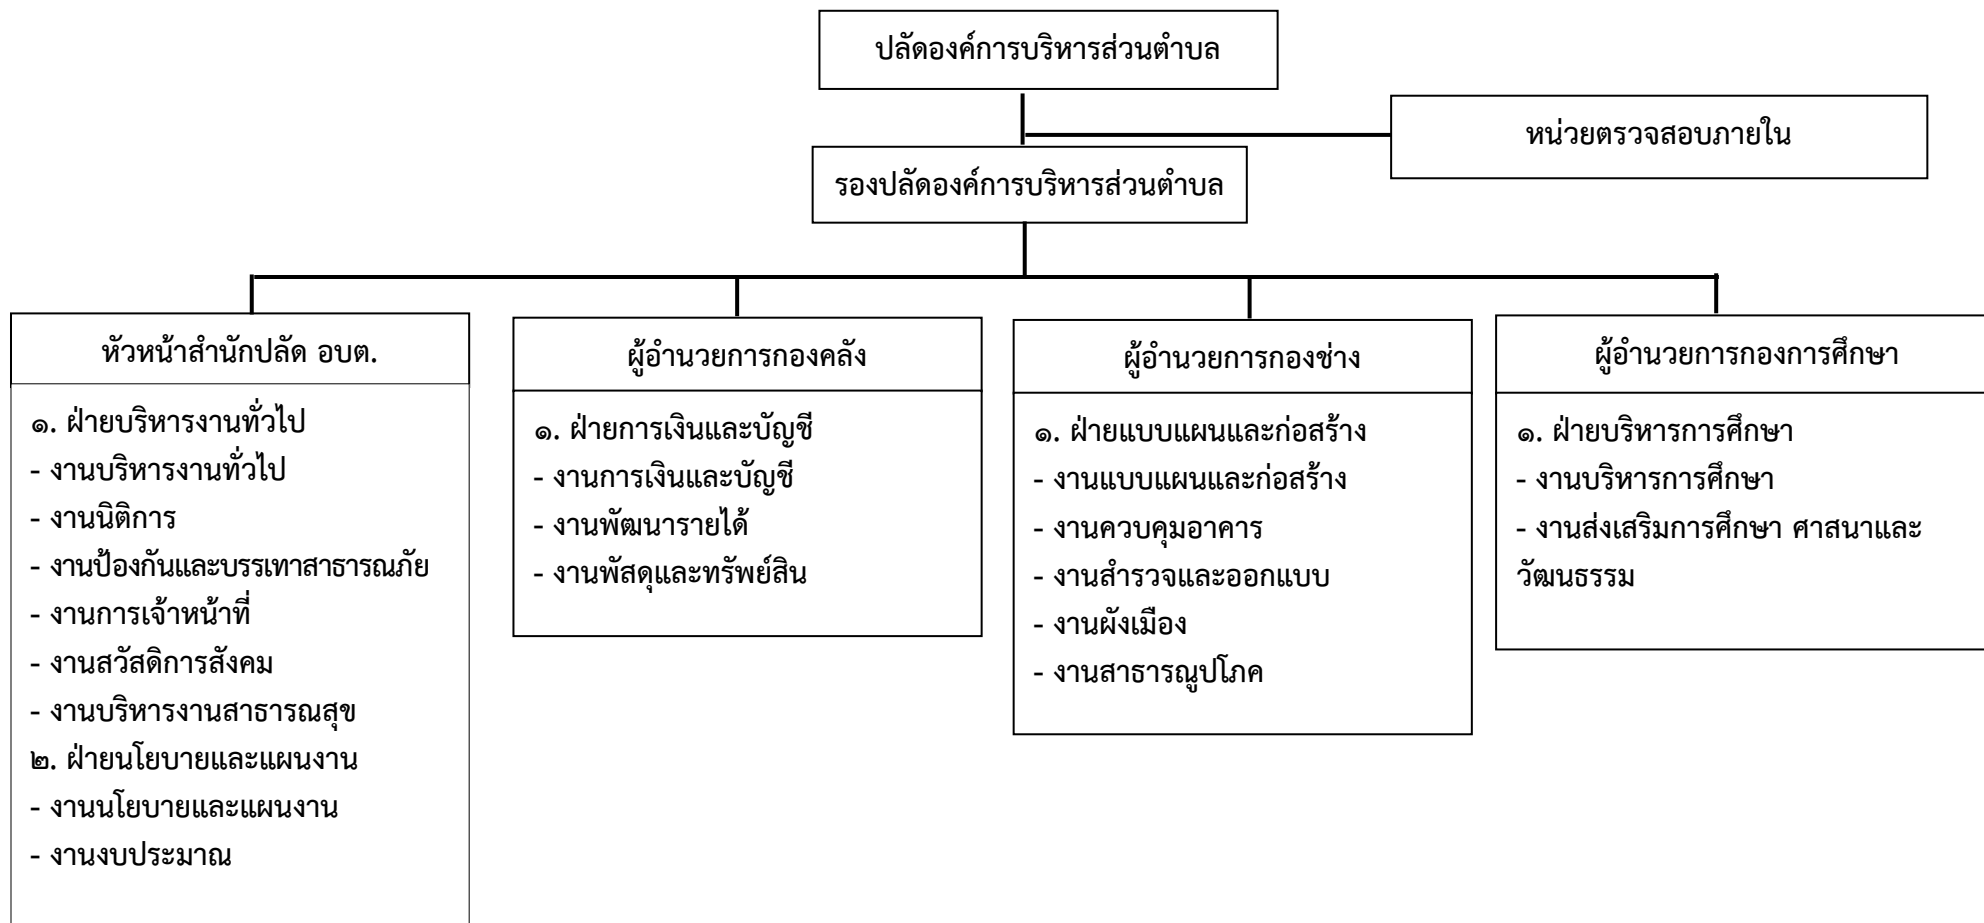 ปลัดองค์การบริหารส่วนตำบล
หน่วยตรวจสอบภายใน
รองปลัดองค์การบริหารส่วนตำบล
หัวหน้าสำนักปลัด อบต.
๑. ฝ่ายบริหารงานทั่วไป
- งานบริหารงานทั่วไป
- งานนิติการ
- งานป้องกันและบรรเทาสาธารณภัย
- งานการเจ้าหน้าที่
- งานสวัสดิการสังคม
- งานบริหารงานสาธารณสุข
๒. ฝ่ายนโยบายและแผนงาน
- งานนโยบายและแผนงาน
- งานงบประมาณ
ผู้อำนวยการกองคลัง
๑. ฝ่ายการเงินและบัญชี
- งานการเงินและบัญชี
- งานพัฒนารายได้
- งานพัสดุและทรัพย์สิน
ผู้อำนวยการกองช่าง
๑. ฝ่ายแบบแผนและก่อสร้าง
- งานแบบแผนและก่อสร้าง
- งานควบคุมอาคาร
- งานสำรวจและออกแบบ
- งานผังเมือง
- งานสาธารณูปโภค
ผู้อำนวยการกองการศึกษา
๑. ฝ่ายบริหารการศึกษา
- งานบริหารการศึกษา
- งานส่งเสริมการศึกษา ศาสนาและ
วัฒนธรรม